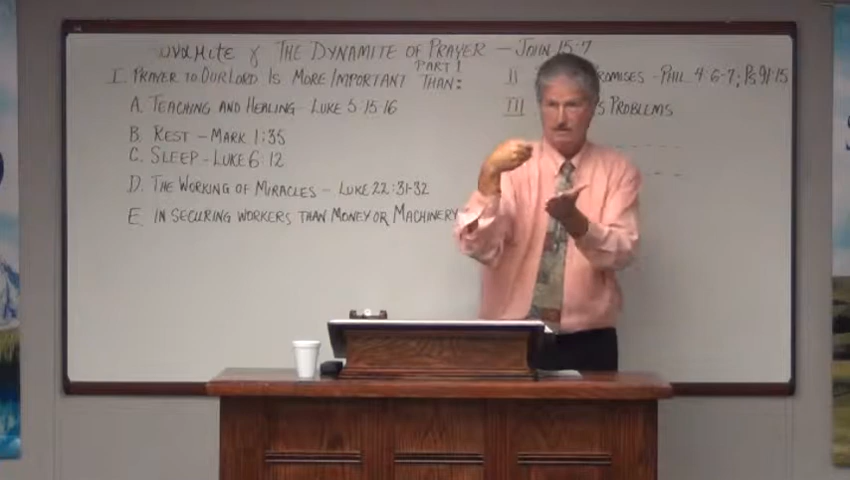 THE DYNAMITE OF PRAYER - JOHN 15:7
PART 1
I. PRAYER TO OUR LORD IS MORE IMPORTANT THAN:
A. TEACHING AND HEALING - LUKE 5:15-16
B. REST - MARK 1:35
C. SLEEP - LUKE 6:12
D. THE WORKING OF MIRACLES - LUKE 22:31-32
E. IN SECURING WORKERS THAN MONEY OR MACHINERY
II PROMISES - PHIL 4:6-7; PS 91:15
III PROBLEMS